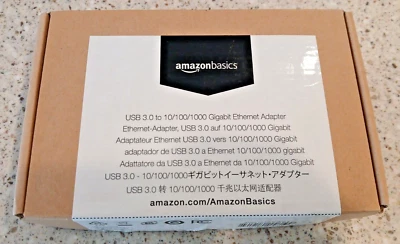 amazonbasics
USB 3.0 to 10/100/1000 Gigabit Ethernet Adapter
Ethernet-Adapter, USB 3.0 auf 10/100/1000 Gigabit
Adaptateur Ethernet USB 3.0 vers 10/100/1000 Gigabit
adaptador de USB 3.0 a Ethernet 10/100/1000 gigabit
Adattatore da USB 3.0 a Ethernet da 10/100/1000 Gigabit
USB 3.0 - 10/100/1000ギガビットイーサネット・アダプター
USB 3.0 转 10/100/1000 千兆以太网适配器
amazon.com/AmazonBasics